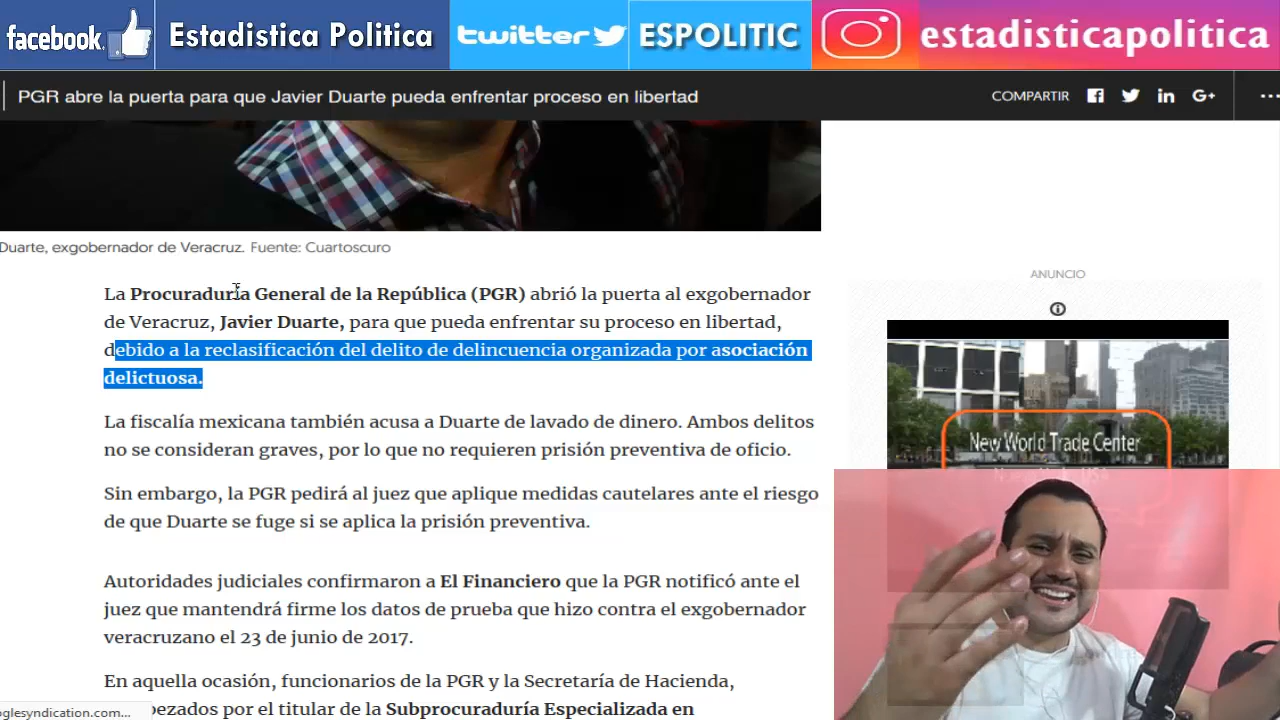 facebook.
Estadistica Politica
twitter
ESPOLITIC
estadisticapolitica
PGR abre la puerta para que Javier Duarte pueda enfrentar proceso en libertad
COMPARTIR
Duarte, exgobernador de Veracruz. Fuente: Cuartoscuro
La Procuraduría General de la República (PGR) abrió la puerta al exgobernador
de Veracruz, Javier Duarte, para que pueda enfrentar su proceso en libertad,
debido a la reclasificación del delito de delincuencia organizada por asociación
delictuosa.
La fiscalía mexicana también acusa a Duarte de lavado de dinero. Ambos delitos
no se consideran graves, por lo que no requieren prisión preventiva de oficio.
Sin embargo, la PGR pedirá al juez que aplique medidas cautelares ante el riesgo
de que Duarte se fuge si se aplica la prisión preventiva.
Autoridades judiciales confirmaron a El Financiero que la PGR notificó ante el
juez que mantendrá firme los datos de prueba que hizo contra el exgobernador
veracruzano el 23 de junio de 2017.
En aquella ocasión, funcionarios de la PGR y la Secretaría de Hacienda,
bezados por el titular de la Subprocuraduría Especializada en
oglesyndication.com...
ANUNCIO
New World Trade Center